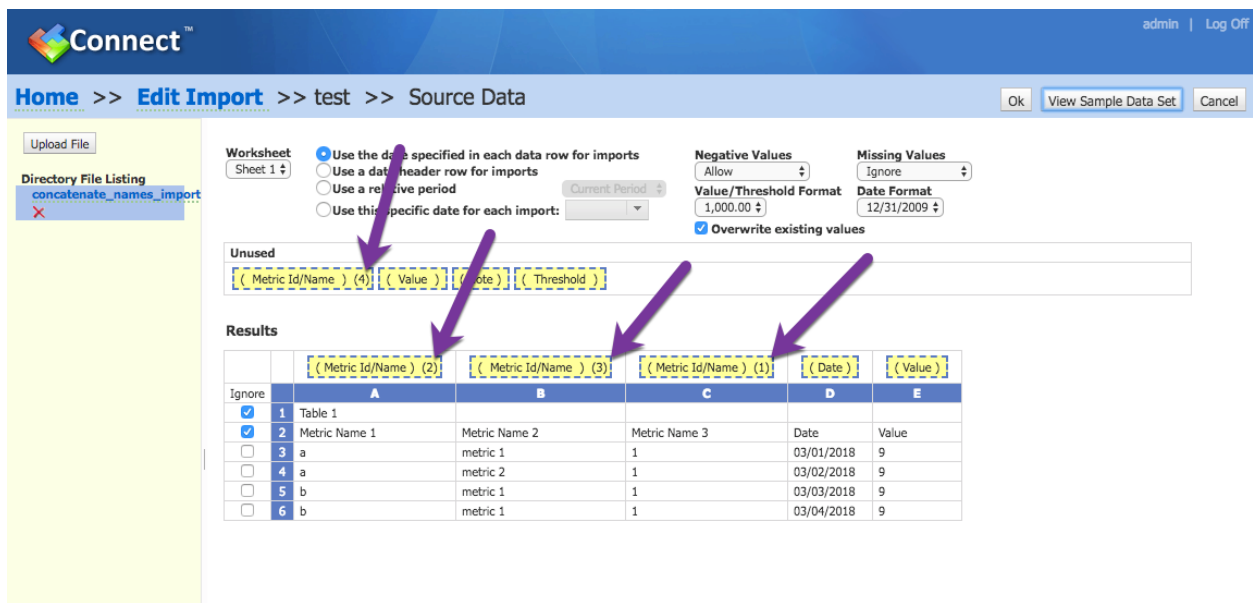 Connect™
admin | Log Off
Home >> Edit Import >> test >> Source Data
Ok View Sample Data Set Cancel
Upload File
Directory File Listing
concatenate_names_import
Worksheet
Sheet 1
Use the date specified in each data row for imports
Use a date header row for imports
Use a relative period Current Period
Use this specific date for each import:
Negative Values Missing Values
Allow Ignore
Value/Threshold Format Date Format
1,000.00 12/31/2009
Overwrite existing values
Unused
( Metric Id/Name ) (4) ( Value ) ( Note ) ( Threshold )
Results
( Metric Id/Name ) (2) ( Metric Id/Name ) (3) ( Metric Id/Name ) (1) ( Date ) ( Value )
Ignore A B C D E
1 Table 1
2 Metric Name 1 Metric Name 2 Metric Name 3 Date Value
3 a metric 1 1 03/01/2018 9
4 a metric 2 1 03/02/2018 9
5 b metric 1 1 03/03/2018 9
6 b metric 1 1 03/04/2018 9